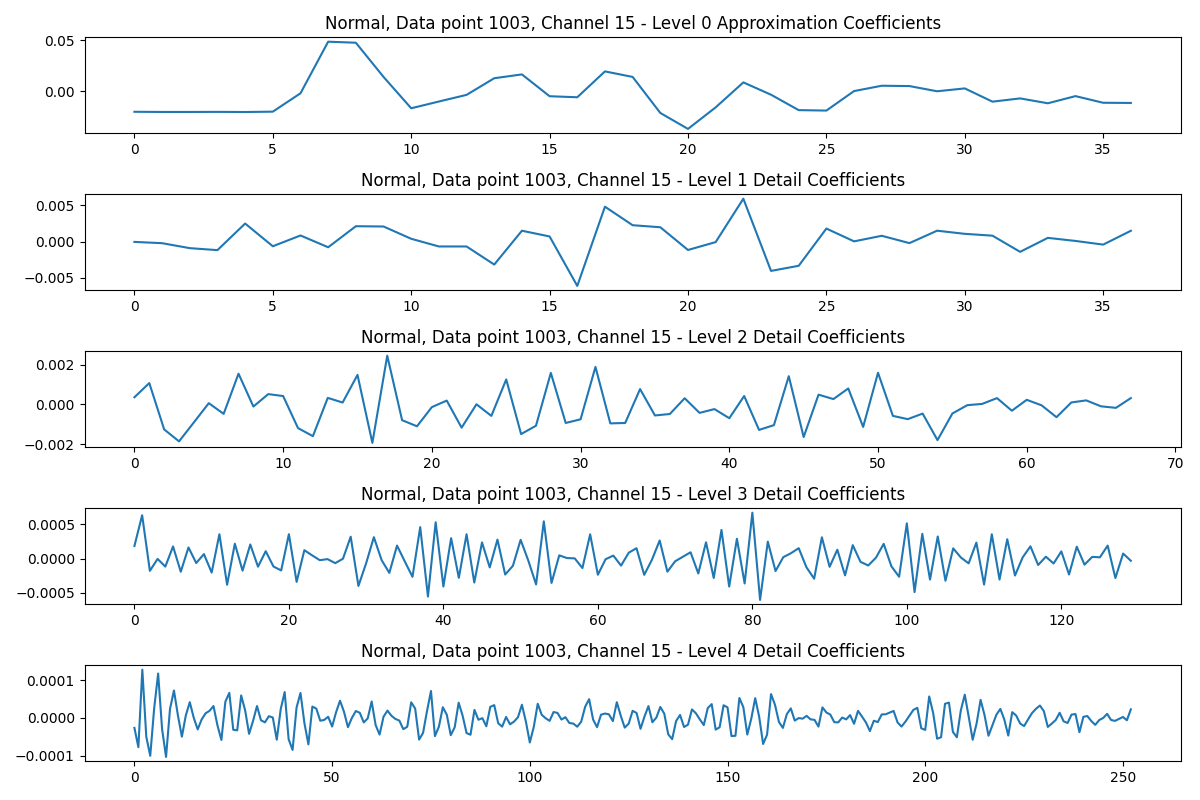 Normal, Data point 1003, Channel 15 - Level 0 Approximation Coefficients
0.05
0.00
0 5 10 15 20 25 30 35
Normal, Data point 1003, Channel 15 - Level 1 Detail Coefficients
0.005
0.000
−0.005
0 5 10 15 20 25 30 35
Normal, Data point 1003, Channel 15 - Level 2 Detail Coefficients
0.002
0.000
−0.002
0 10 20 30 40 50 60 70
Normal, Data point 1003, Channel 15 - Level 3 Detail Coefficients
0.0005
0.0000
−0.0005
0 20 40 60 80 100 120
Normal, Data point 1003, Channel 15 - Level 4 Detail Coefficients
0.0001
0.0000
−0.0001
0 50 100 150 200 250